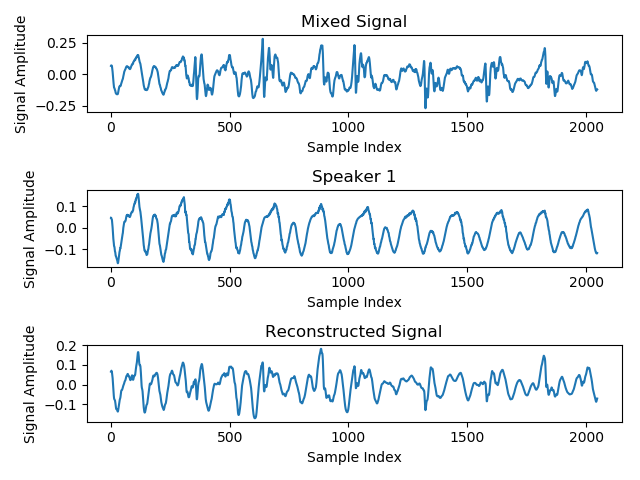 Mixed Signal
Signal Amplitude
0.25
0.00
−0.25
0 500 1000 1500 2000
Sample Index
Speaker 1
Signal Amplitude
0.1
0.0
−0.1
0 500 1000 1500 2000
Sample Index
Reconstructed Signal
Signal Amplitude
0.2
0.1
0.0
−0.1
0 500 1000 1500 2000
Sample Index